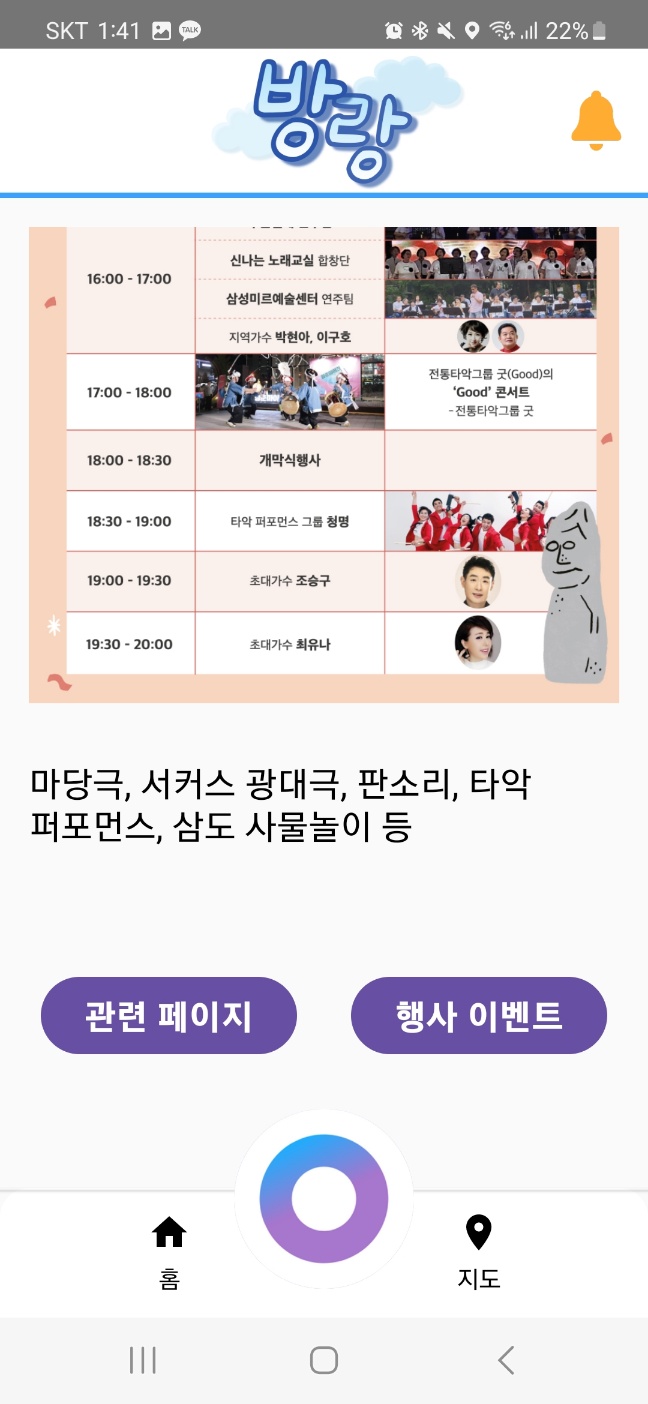 SKT 1:41 TALK 22%
방랑
16:00 - 17:00
신나는 노래교실 합창단
삼성미르예술센터 연주팀
지역가수 박현아, 이구호
17:00 - 18:00
전통타악그룹 굿(Good)의
‘Good’ 콘서트
- 전통타악그룹 굿
18:00 - 18:30 개막식행사
18:30 - 19:00 타악 퍼포먼스 그룹 청명
19:00 - 19:30 초대가수 조승구
19:30 - 20:00 초대가수 최유나
마당극, 서커스 광대극, 판소리, 타악
퍼포먼스, 삼도 사물놀이 등
관련 페이지 행사 이벤트
홈 지도